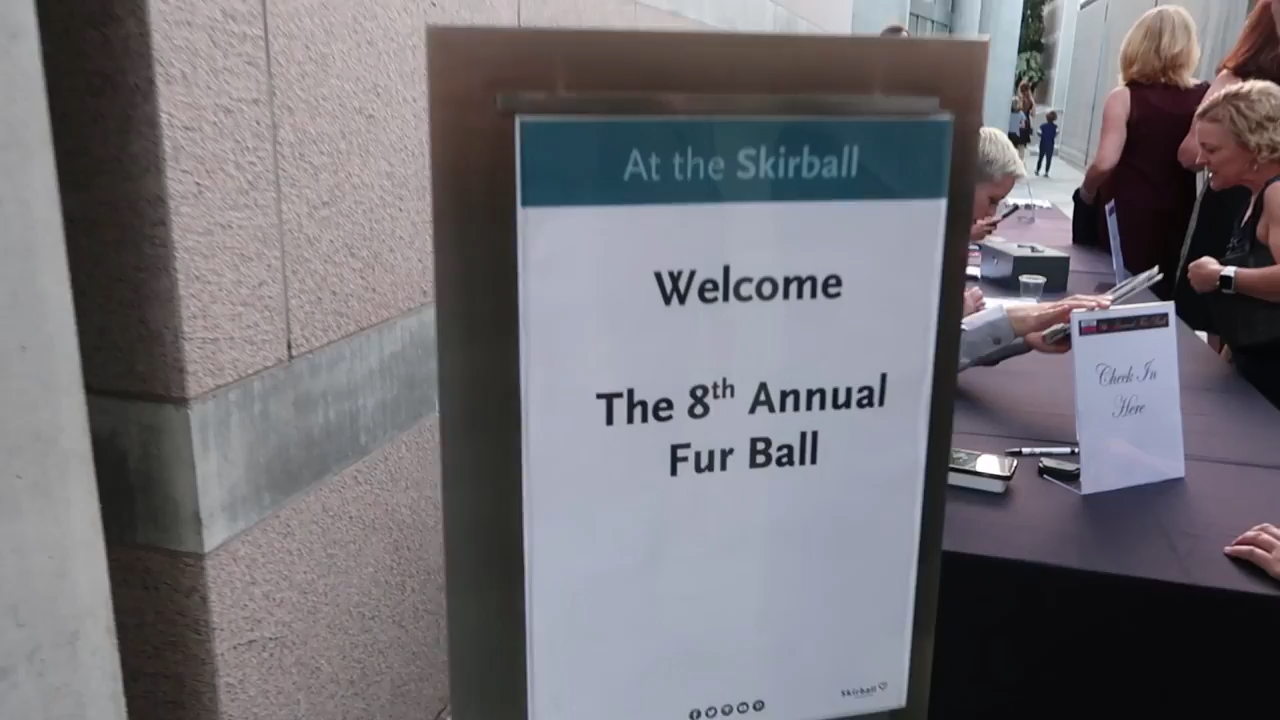 At the Skirball
Welcome
The 8th Annual
Fur Ball
Skirball
Check In
Here